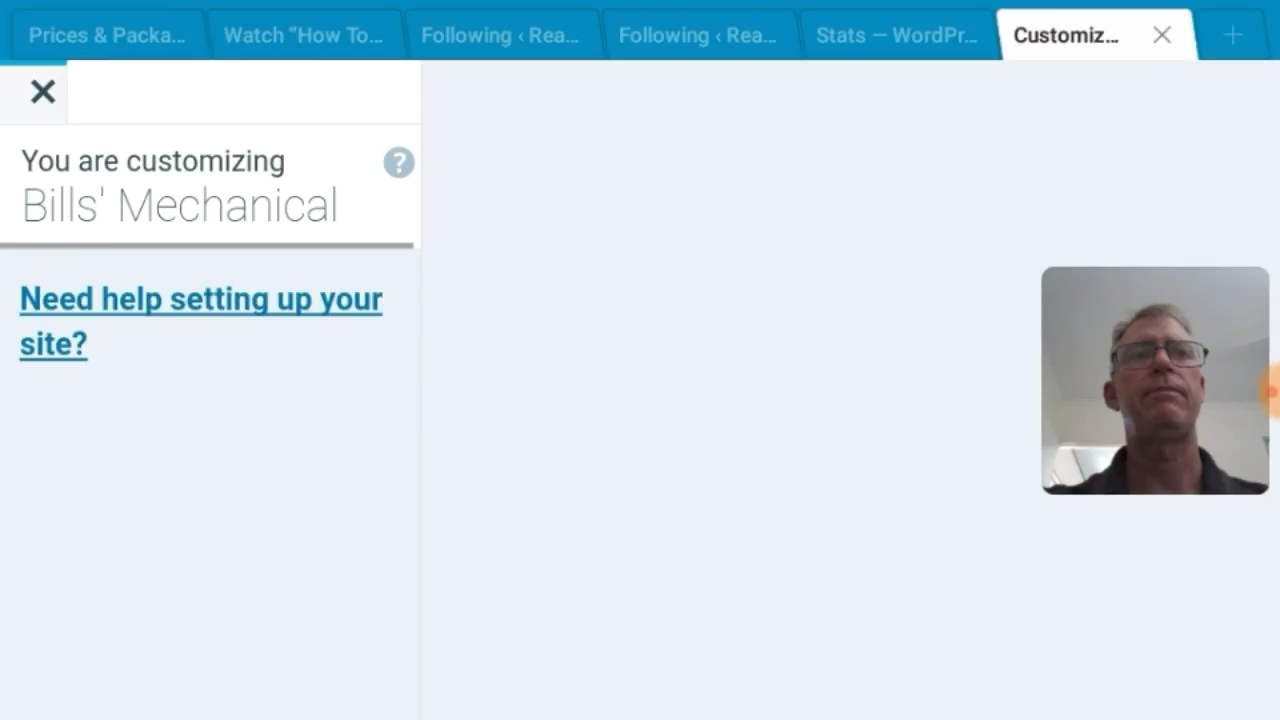 Prices & Packa...
Watch “How To...
Following ‹ Rea...
Following ‹ Rea...
Stats — WordPr...
Customiz...
You are customizing
?
Bills' Mechanical
Need help setting up your
site?